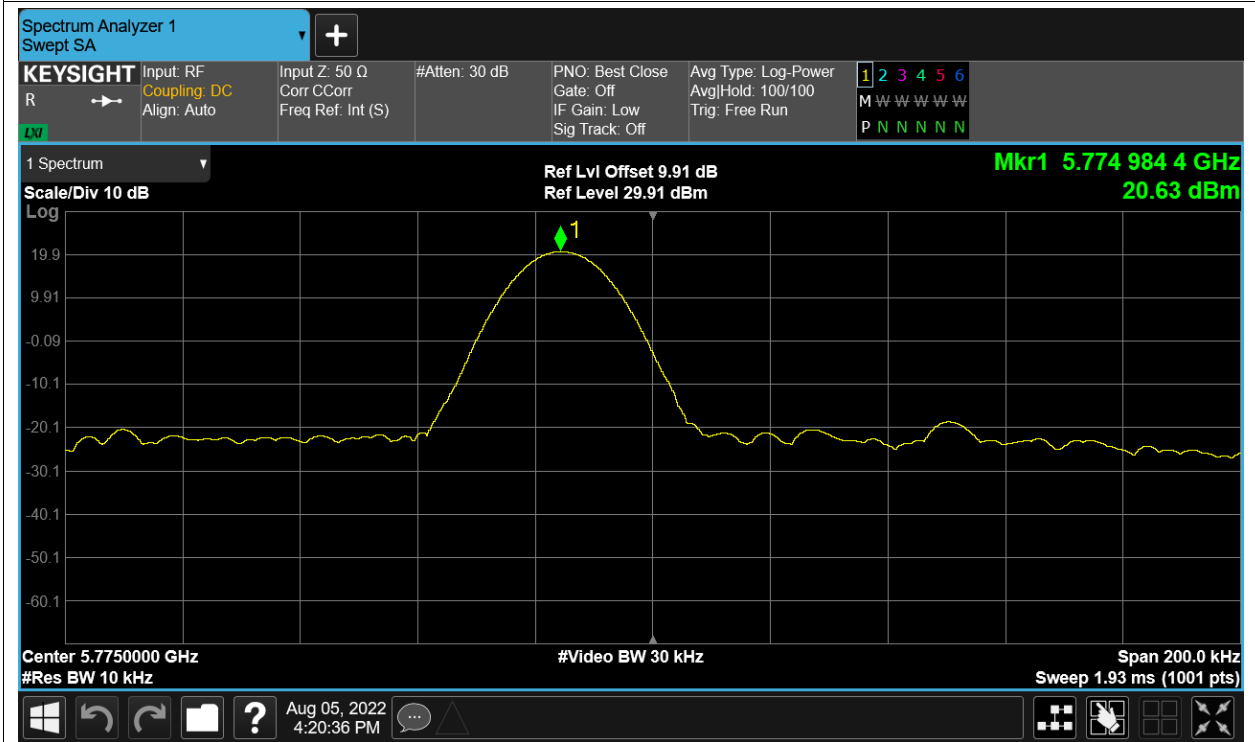 Spectrum Analyzer 1
Swept SA
+
KEYSIGHT
R
LXI
Input: RF
Coupling: DC
Align: Auto
Input Z: 50 Ω
Corr CCorr
Freq Ref: Int (S)
#Atten: 30 dB
PNO: Best Close
Gate: Off
IF Gain: Low
Sig Track: Off
Avg Type: Log-Power
Avg|Hold: 100/100
Trig: Free Run
1 2 3 4 5 6
M W W W W W
P N N N N N
1 Spectrum
Scale/Div 10 dB
Ref Lvl Offset 9.91 dB
Ref Level 29.91 dBm
Mkr1 5.774 984 4 GHz
20.63 dBm
Log
1
19.9
9.91
-0.09
-10.1
-20.1
-30.1
-40.1
-50.1
-60.1
Center 5.7750000 GHz
#Res BW 10 kHz
#Video BW 30 kHz
Span 200.0 kHz
Sweep 1.93 ms (1001 pts)
?
Aug 05, 2022
4:20:36 PM